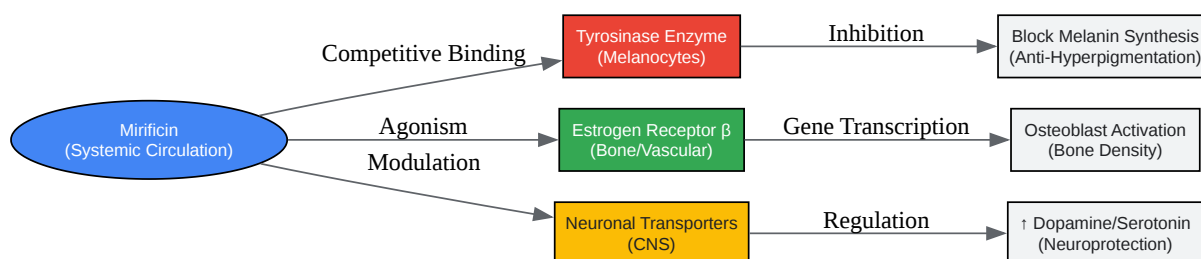 Mirificin
(Systemic Circulation)
Competitive Binding
Tyrosinase Enzyme
(Melanocytes)
Inhibition
Block Melanin Synthesis
(Anti-Hyperpigmentation)
Agonism
Estrogen Receptor β
(Bone/Vascular)
Gene Transcription
Osteoblast Activation
(Bone Density)
Modulation
Neuronal Transporters
(CNS)
Regulation
↑ Dopamine/Serotonin
(Neuroprotection)